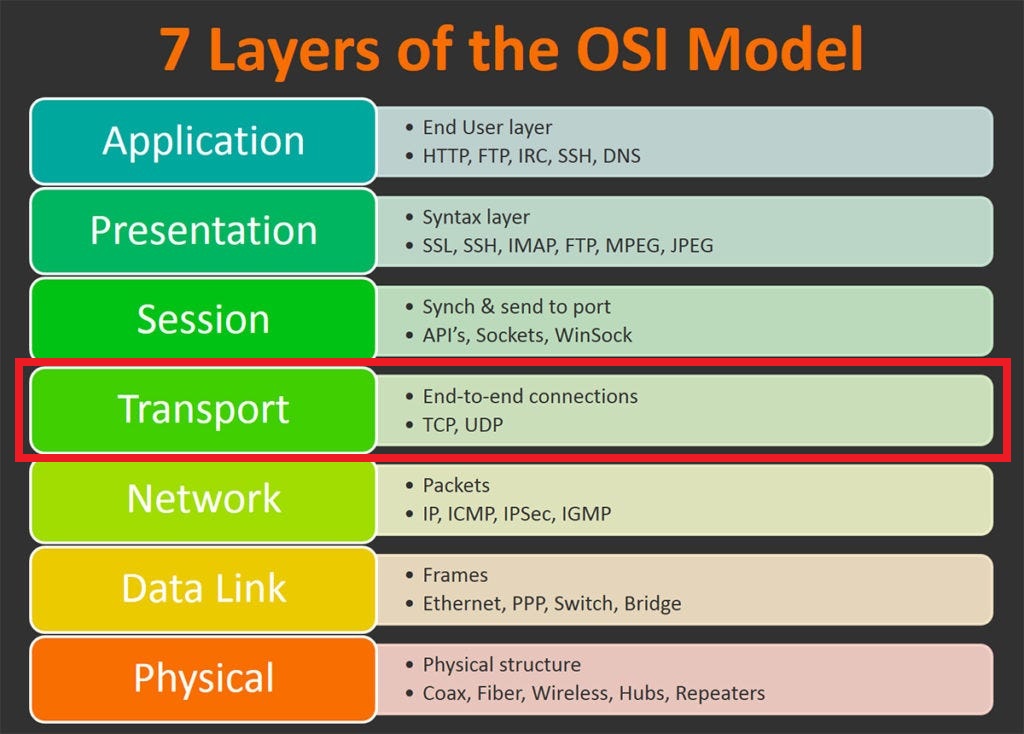 7 Layers of the OSI Model
Application
• End User layer
• HTTP, FTP, IRC, SSH, DNS
Presentation
• Syntax layer
• SSL, SSH, IMAP, FTP, MPEG, JPEG
Session
• Synch & send to port
• API's, Sockets, WinSock
Transport
• End-to-end connections
• TCP, UDP
Network
• Packets
• IP, ICMP, IPSec, IGMP
Data Link
• Frames
• Ethernet, PPP, Switch, Bridge
Physical
• Physical structure
• Coax, Fiber, Wireless, Hubs, Repeaters